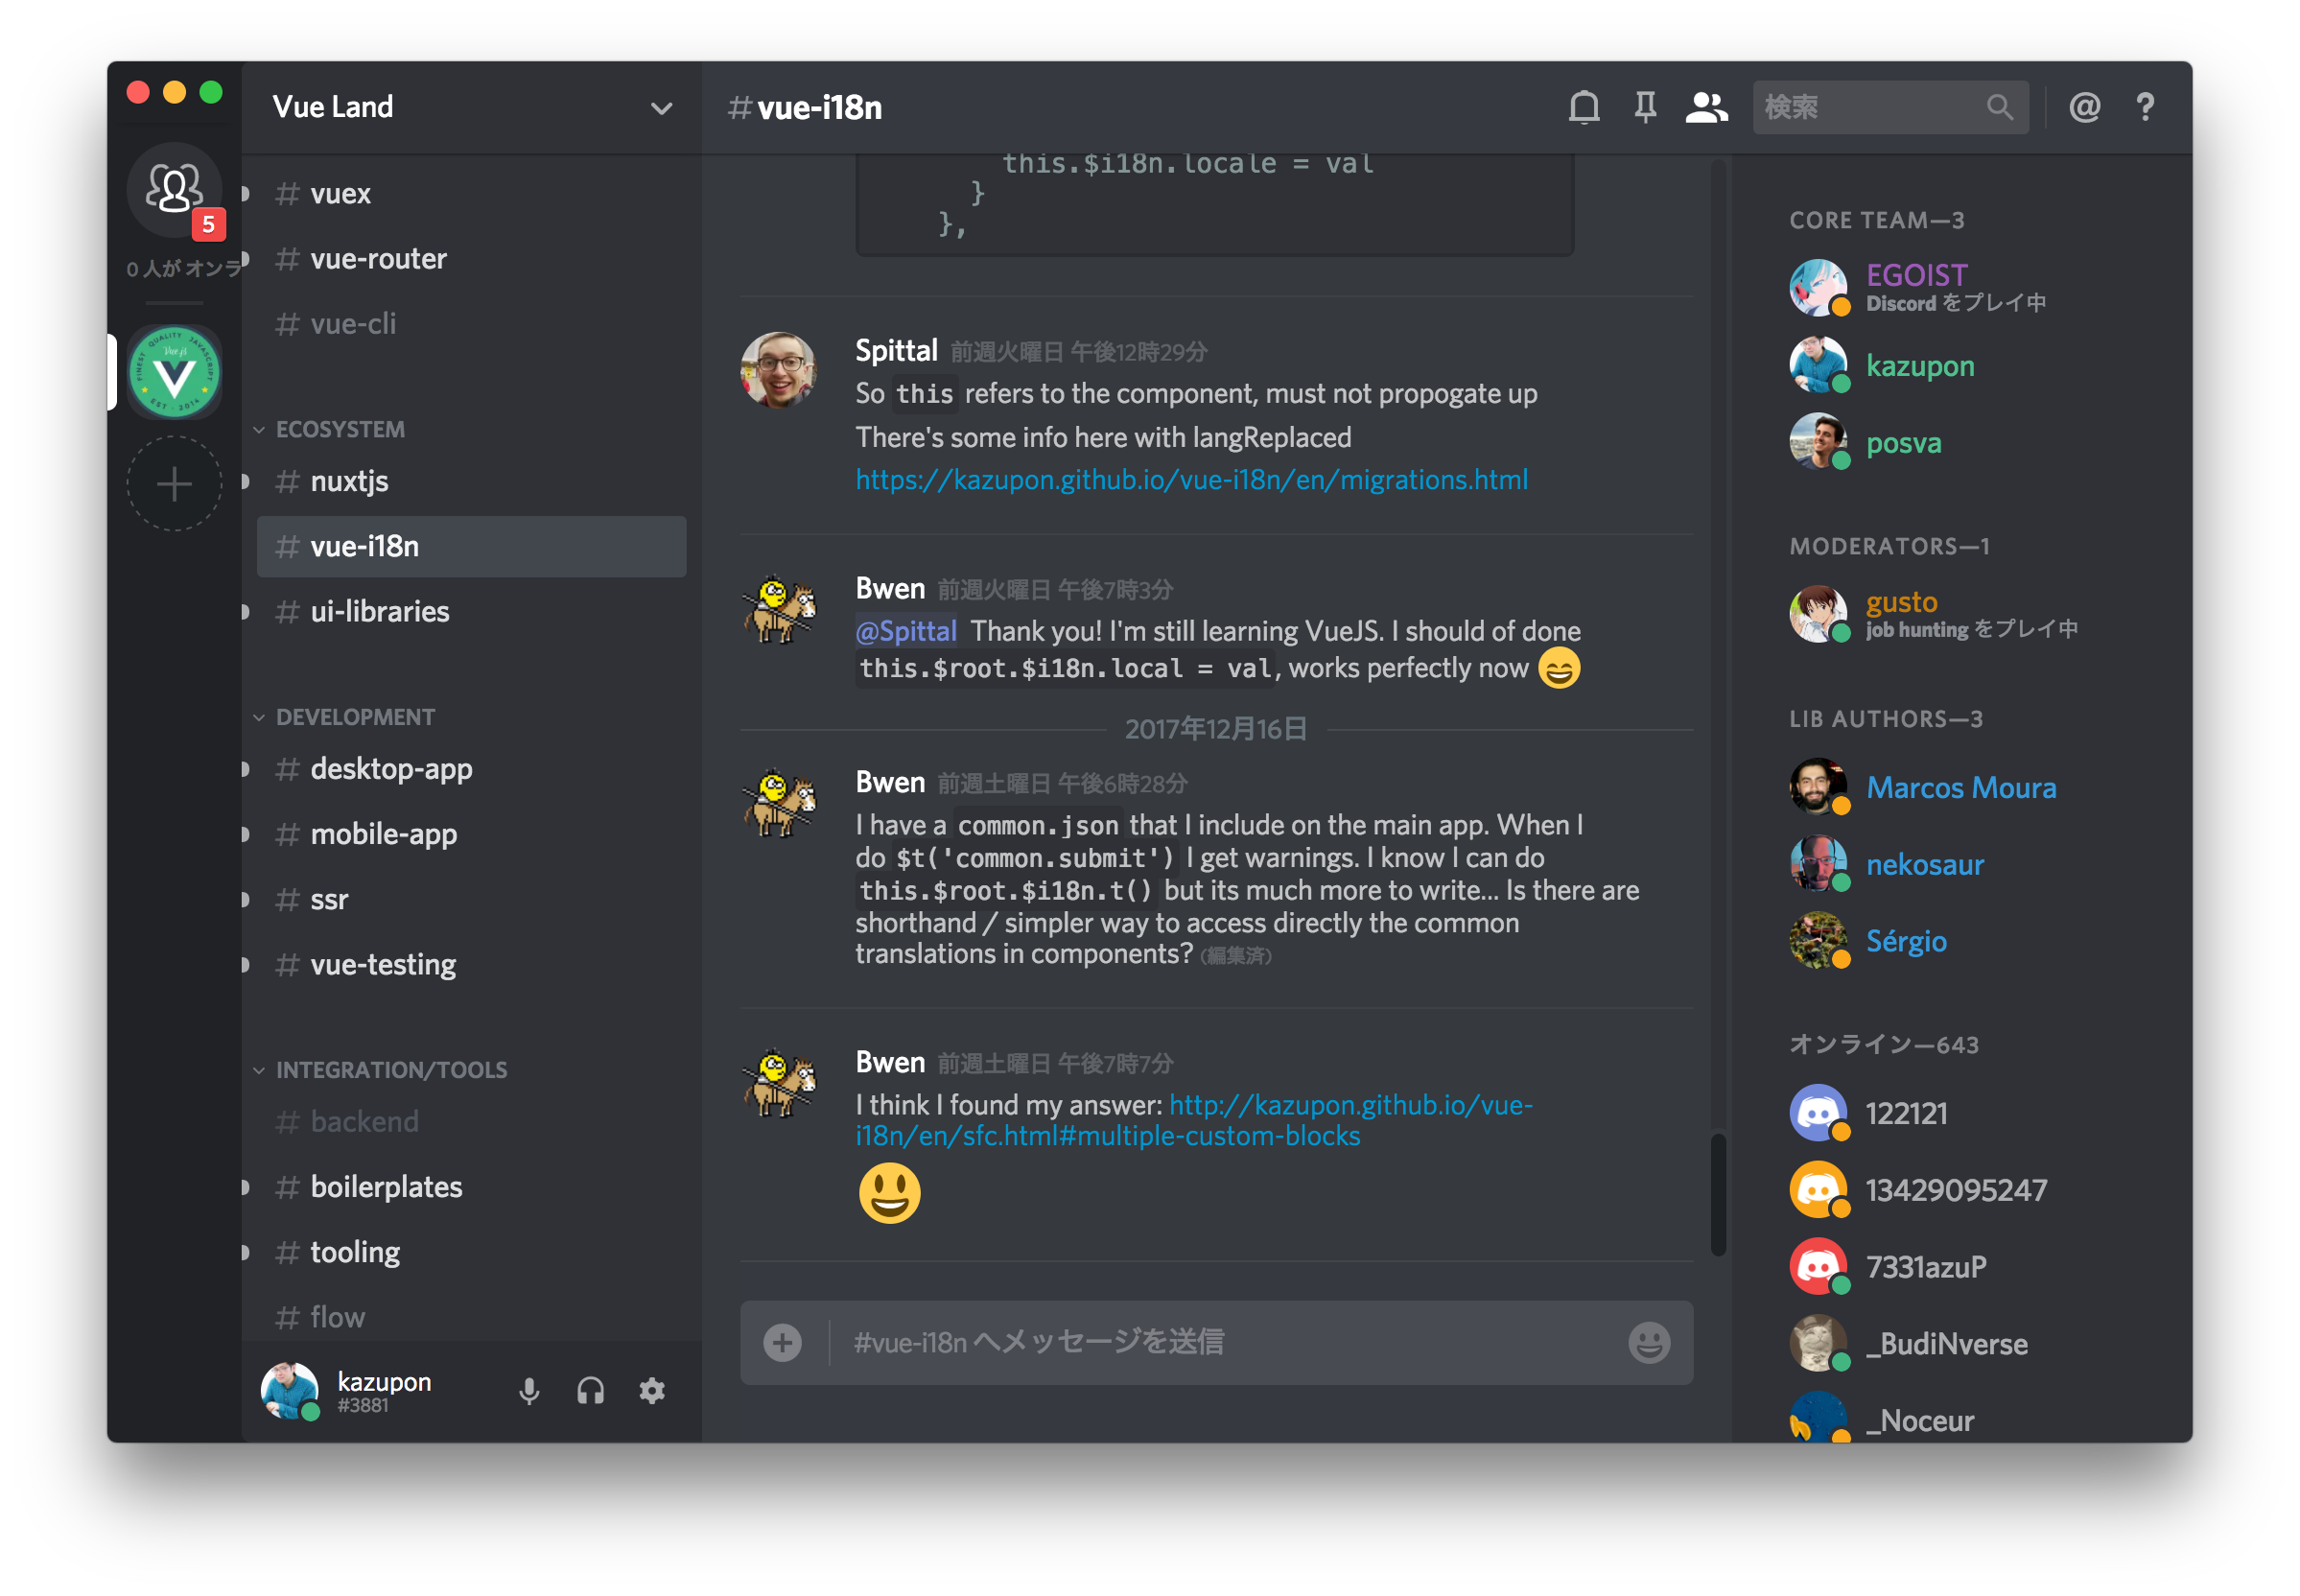 5
0 人が オンラ
FINEST QUALITY JAVASCRIPT
Vue.js
EST - 2014
Vue Land
# vuex
# vue-router
# vue-cli
ECOSYSTEM
# nuxtjs
# vue-i18n
# ui-libraries
DEVELOPMENT
# desktop-app
# mobile-app
# ssr
# vue-testing
INTEGRATION/TOOLS
# backend
# boilerplates
# tooling
# flow
kazupon
#3881
#vue-i18n
検索
@ ?
this.$i18n.locale = val
}
},
Spittal 前週火曜日 午後12時29分
So this refers to the component, must not propogate up
There's some info here with langReplaced
https://kazupon.github.io/vue-i18n/en/migrations.html
Bwen 前週火曜日 午後7時3分
@Spittal Thank you! I'm still learning VueJS. I should of done
this.$root.$i18n.local = val, works perfectly now 😄
2017年12月16日
Bwen 前週土曜日 午後6時28分
I have a common.json that I include on the main app. When I
do $t('common.submit') I get warnings. I know I can do
this.$root.$i18n.t() but its much more to write... Is there are
shorthand / simpler way to access directly the common
translations in components? (編集済)
Bwen 前週土曜日 午後7時7分
I think I found my answer: http://kazupon.github.io/vue-
i18n/en/sfc.html#multiple-custom-blocks
😃
#vue-i18n へメッセージを送信
CORE TEAM—3
EGOIST
Discord をプレイ中
kazupon
posva
MODERATORS—1
gusto
job hunting をプレイ中
LIB AUTHORS—3
Marcos Moura
nekosaur
Sérgio
オンライン—643
122121
13429095247
7331azuP
_BudiNverse
_Noceur